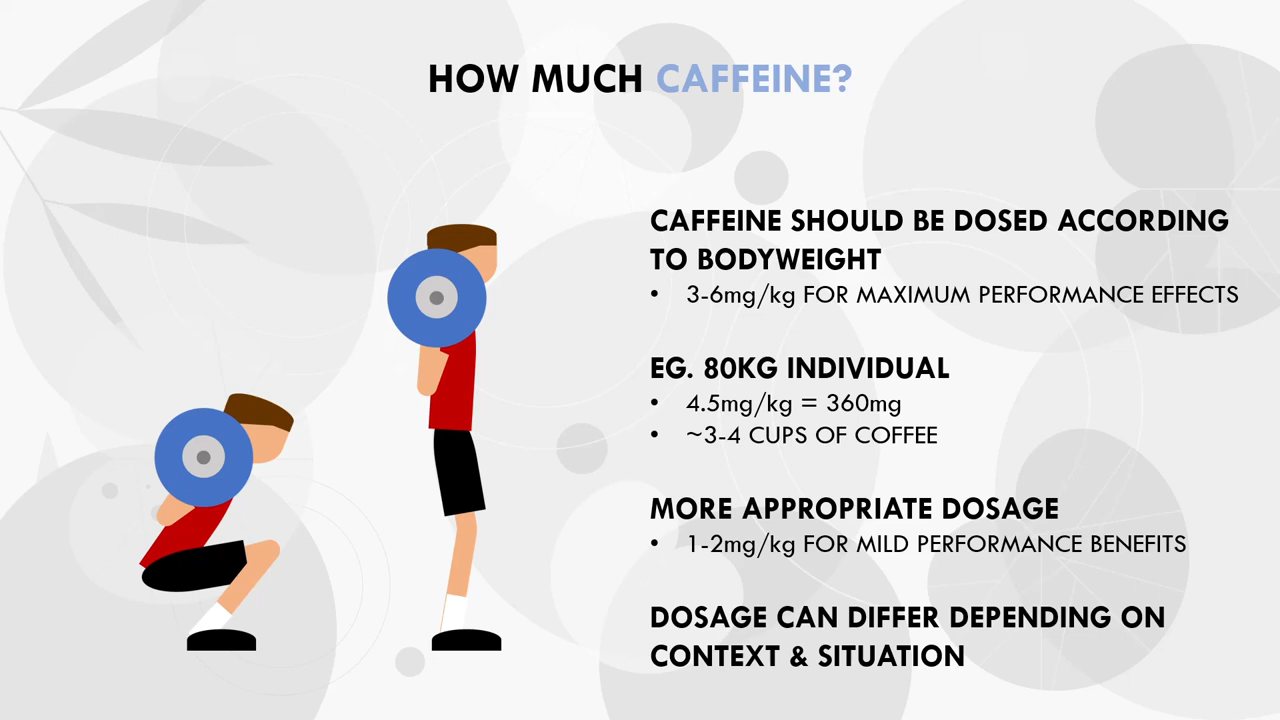 HOW MUCH CAFFEINE?
CAFFEINE SHOULD BE DOSED ACCORDING
TO BODYWEIGHT
• 3-6mg/kg FOR MAXIMUM PERFORMANCE EFFECTS
EG. 80KG INDIVIDUAL
• 4.5mg/kg = 360mg
• ~3-4 CUPS OF COFFEE
MORE APPROPRIATE DOSAGE
• 1-2mg/kg FOR MILD PERFORMANCE BENEFITS
DOSAGE CAN DIFFER DEPENDING ON
CONTEXT & SITUATION